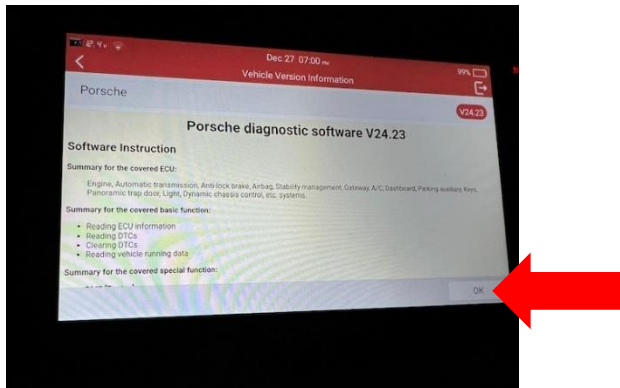 Dec 27 07:00 PM
99%
Vehicle Version Information
Porsche
V24.23
Porsche diagnostic software V24.23
Software Instruction
Summary for the covered ECU:
Engine, Automatic transmission, Anti-lock brake, Airbag, Stability management, Gateway, A/C, Dashboard, Parking auxiliary, Keys,
Panoramic trap door, Light, Dynamic chassis control, etc. systems.
Summary for the covered basic function:
• Reading ECU information
• Reading DTCs
• Clearing DTCs
• Reading vehicle running data
Summary for the covered special function:
OK